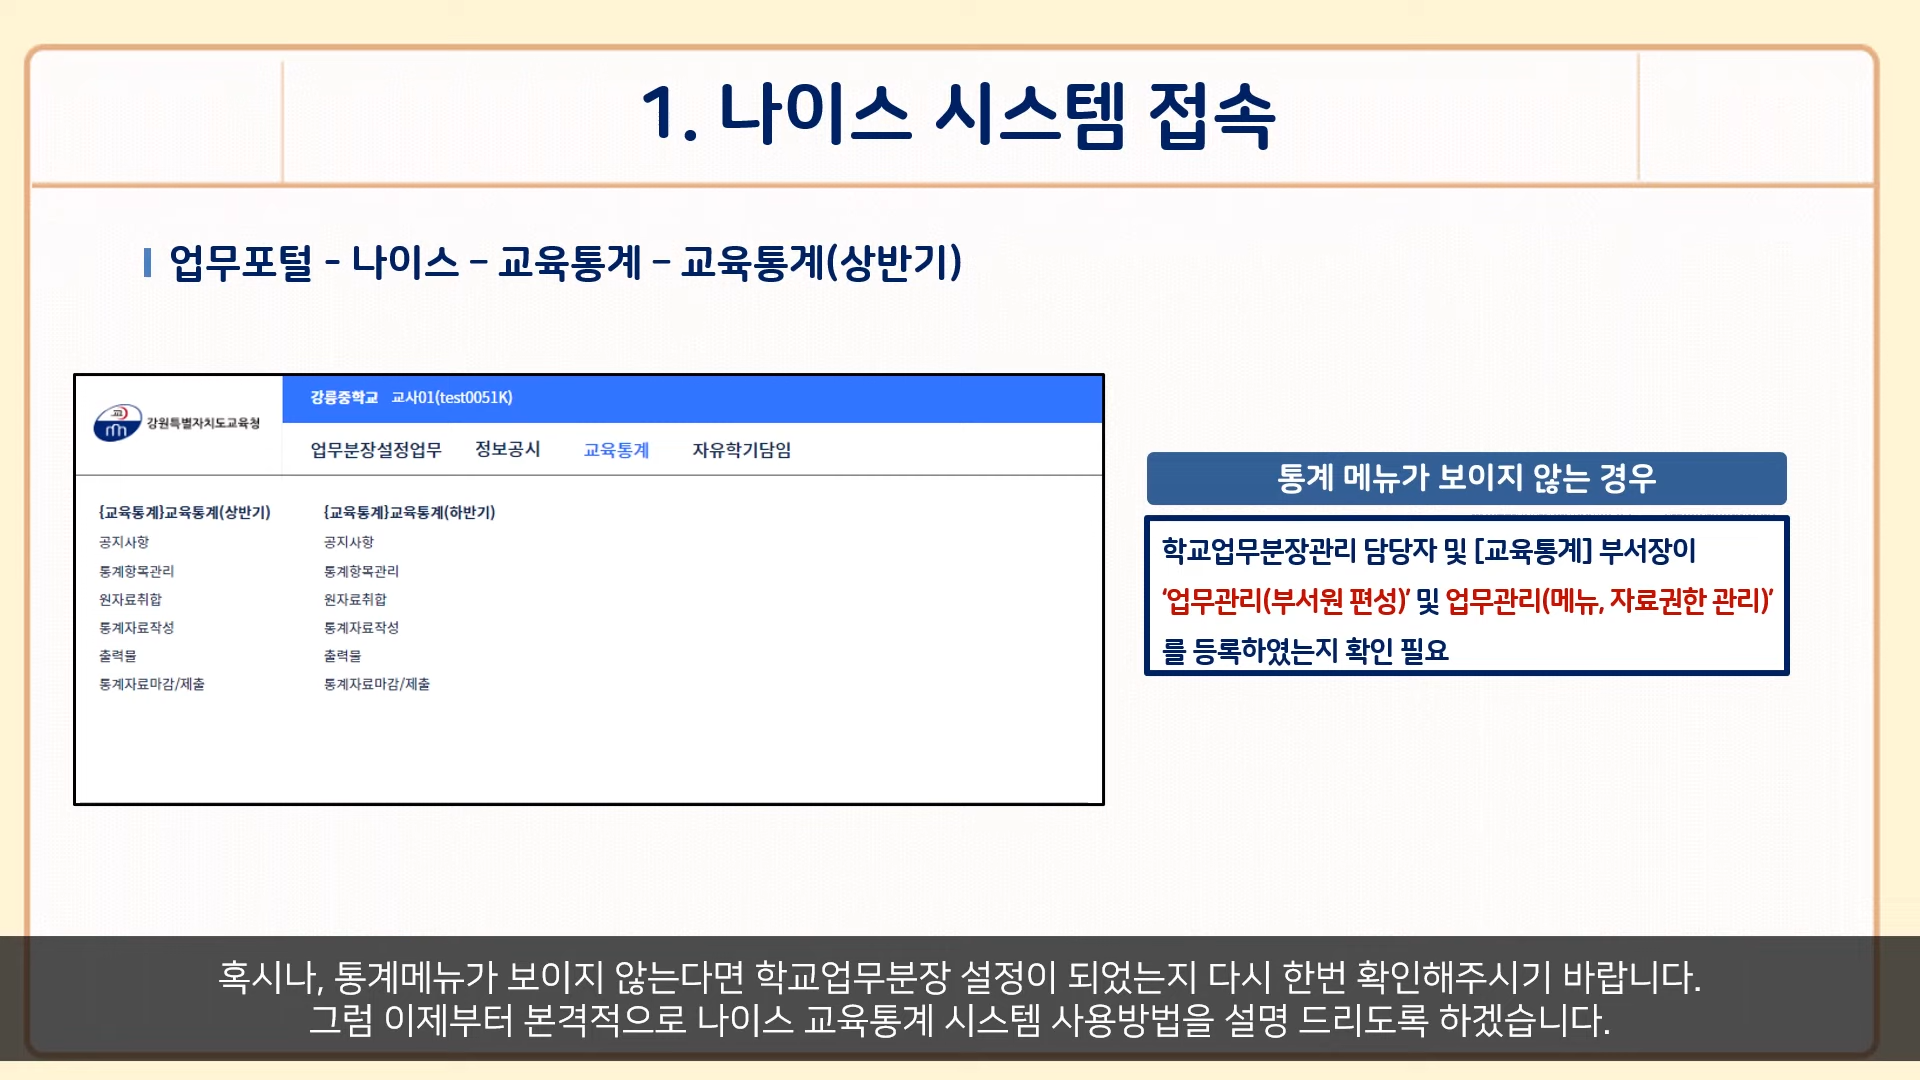 1. 나이스 시스템 접속
업무포털 - 나이스 – 교육통계 – 교육통계(상반기)
강원특별자치도교육청
강릉중학교 교사01(test0051K)
업무분장설정업무 정보공시 교육통계 자유학기담임
{교육통계}교육통계(상반기) {교육통계}교육통계(하반기)
공지사항 공지사항
통계항목관리 통계항목관리
원자료취합 원자료취합
통계자료작성 통계자료작성
출력물 출력물
통계자료마감/제출 통계자료마감/제출
통계 메뉴가 보이지 않는 경우
학교업무분장관리 담당자 및 [교육통계] 부서장이
‘업무관리(부서원 편성)’ 및 업무관리(메뉴, 자료권한 관리)’
를 등록하였는지 확인 필요
혹시나, 통계메뉴가 보이지 않는다면 학교업무분장 설정이 되었는지 다시 한번 확인해주시기 바랍니다.
그럼 이제부터 본격적으로 나이스 교육통계 시스템 사용방법을 설명 드리도록 하겠습니다.